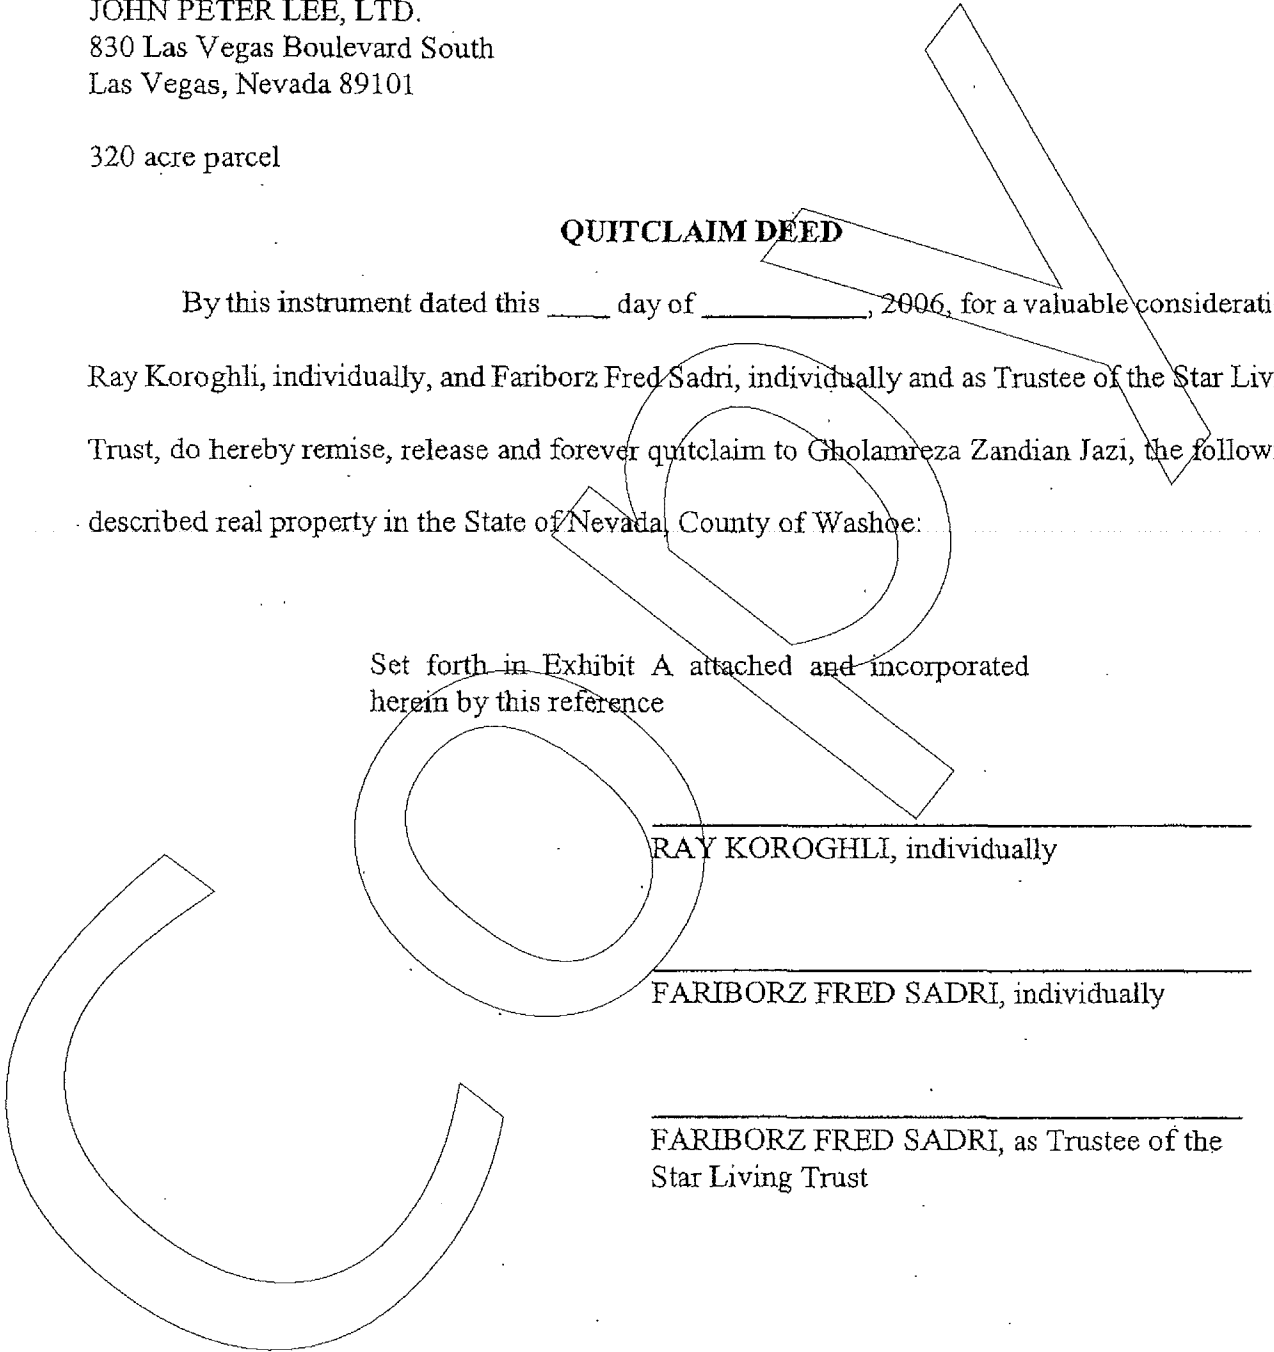 JOHN PETER LEE, LTD.
830 Las Vegas Boulevard South
Las Vegas, Nevada 89101
320 acre parcel
QUITCLAIM DEED
By this instrument dated this ____ day of ___________, 2006, for a valuable considerati
Ray Koroghli, individually, and Fariborz Fred Sadri, individually and as Trustee of the Star Liv
Trust, do hereby remise, release and forever quitclaim to Gholamreza Zandian Jazi, the follow
described real property in the State of Nevada, County of Washoe:
Set forth in Exhibit A attached and incorporated
herein by this reference
RAY KOROGHLI, individually
FARIBORZ FRED SADRI, individually
FARIBORZ FRED SADRI, as Trustee of the
Star Living Trust
Copy